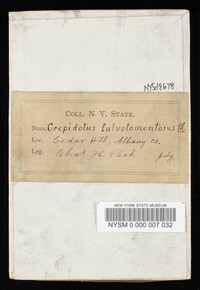 NYSf8678
COLL. N. Y. STATE.
Nom. Crepidotus fulvotomentosus Pk
Loc. Cedar Hill, Albany co.
Leg. Chas. H. Peck July
NEW YORK STATE MUSEUM
NYSM 0 000 007 032